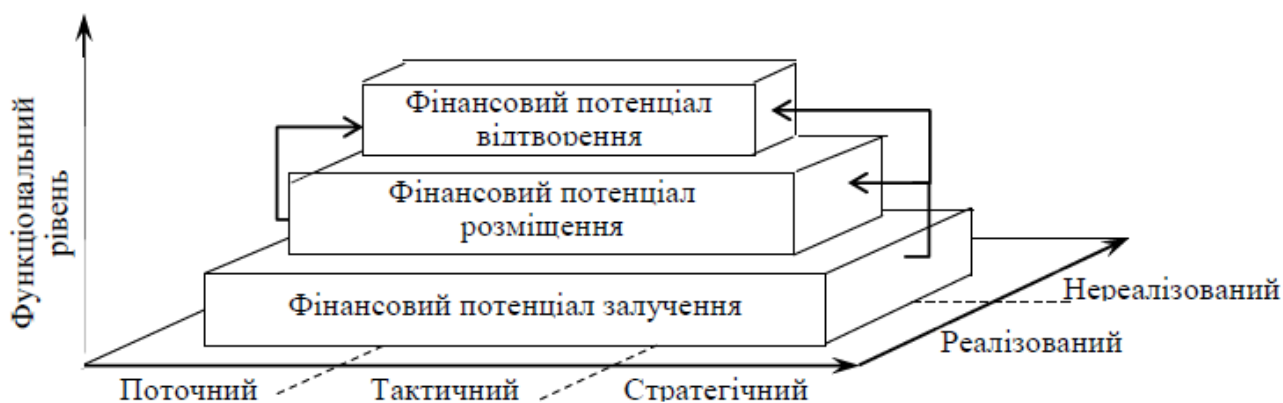 Функціональний
рівень
Фінансовий потенціал
відтворення
Фінансовий потенціал
розміщення
Фінансовий потенціал залучення
Нереалізований
Реалізований
Поточний
Тактичний
Стратегічний